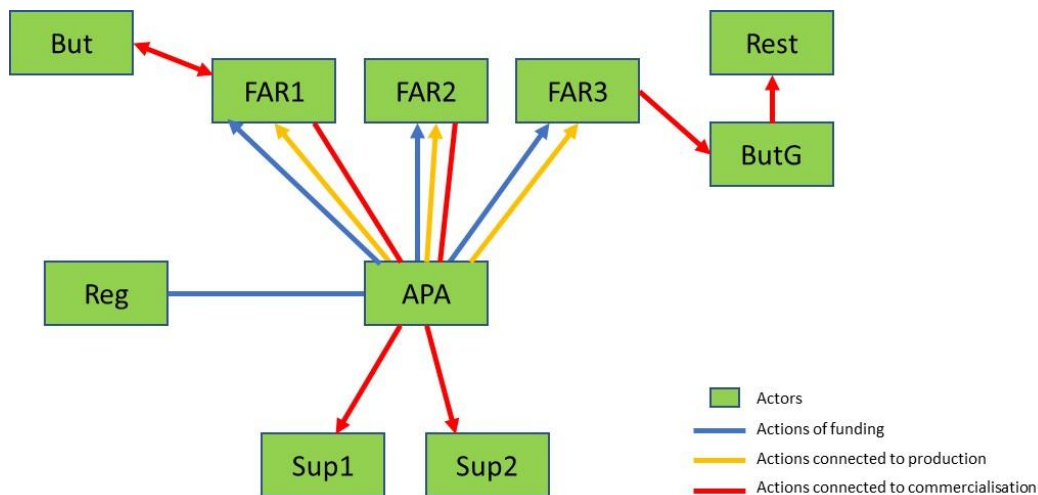 But
Rest
FAR1
FAR2
FAR3
ButG
Reg
APA
Sup1
Sup2
Actors
Actions of funding
Actions connected to production
Actions connected to commercialisation